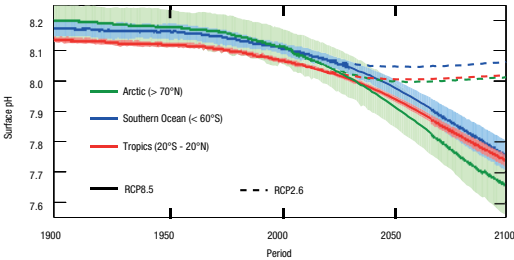 8.2
8.1
8.0
7.9
7.8
7.7
7.6
Surface pH
Arctic (> 70°N)
Southern Ocean (< 60°S)
Tropics (20°S - 20°N)
RCP8.5
RCP2.6
1900
1950
2000
2050
2100
Period